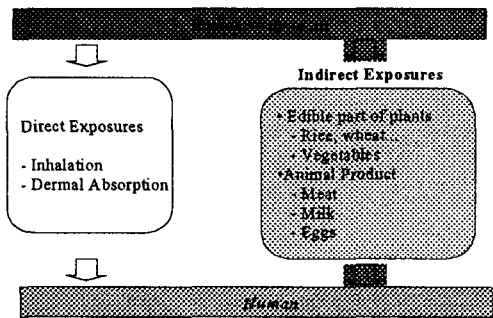 Indirect Exposures
Direct Exposures
- Inhalation
- Dermal Absorption
• Edible part of plants
- Rice, wheat...
- Vegetables
•Animal Product
- Meat
- Milk
- Eggs
Human